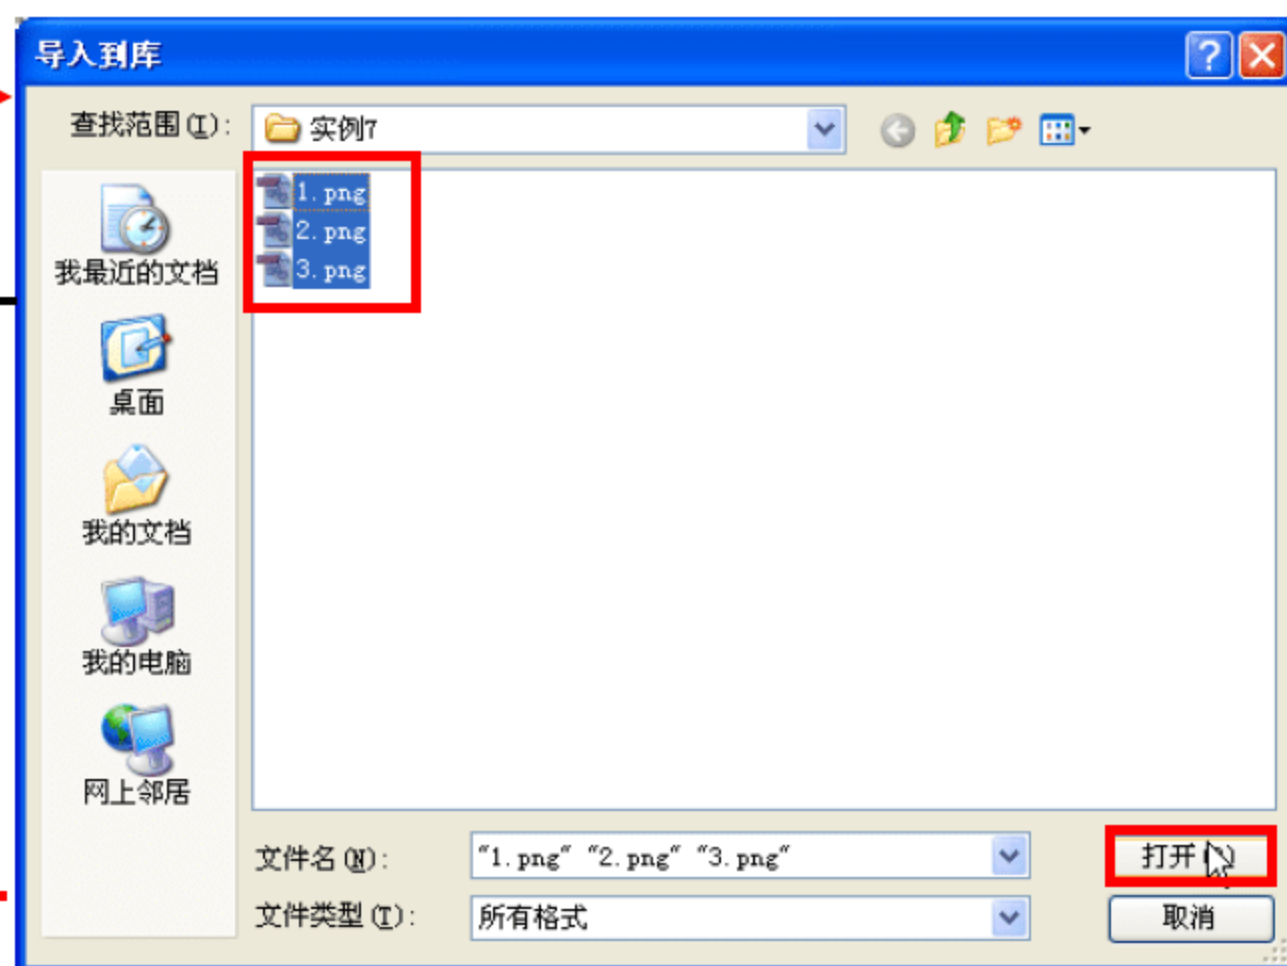 导入到库
查找范围(I):
实例7
1.png
2.png
3.png
我最近的文档
桌面
我的文档
我的电脑
网上邻居
文件名(N):
"1.png" "2.png" "3.png"
打开
文件类型(T):
所有格式
取消